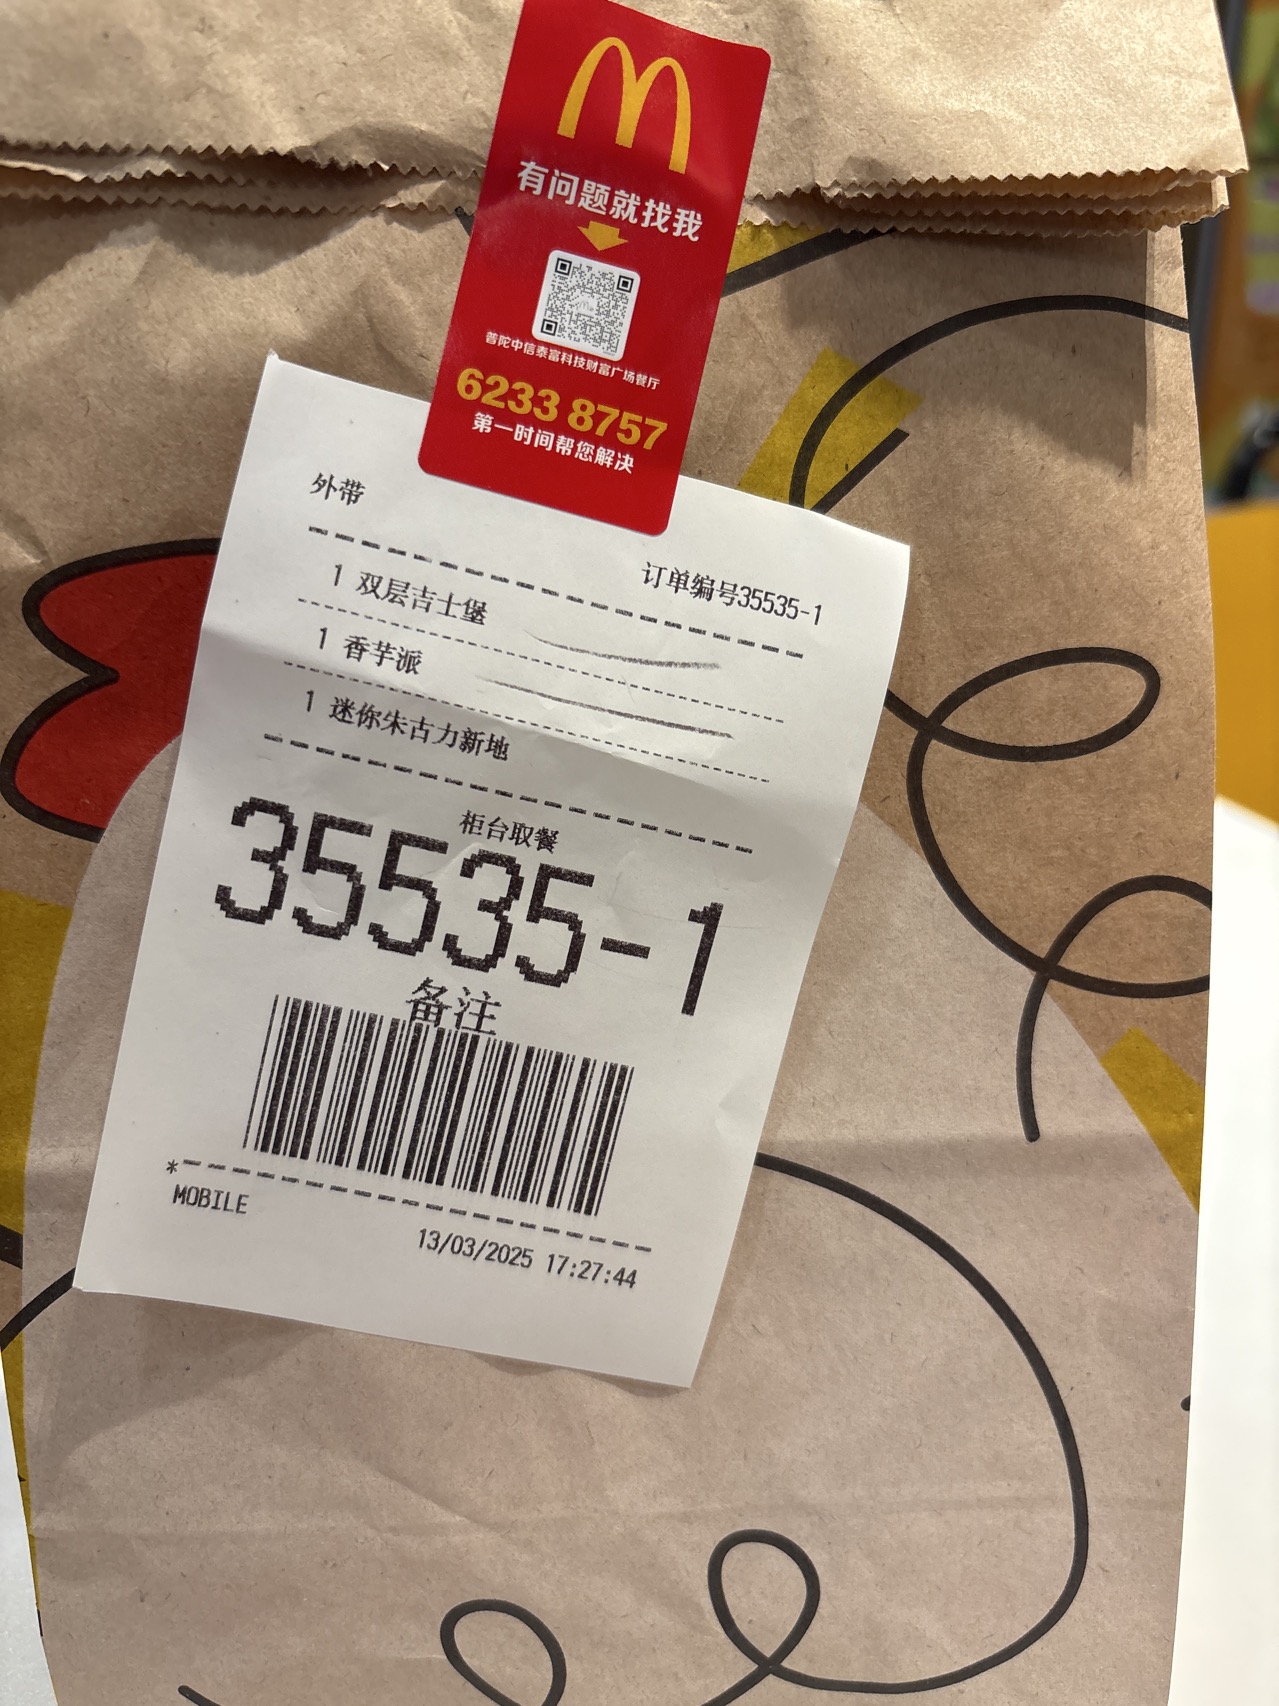 有问题就找我
普陀中信泰富科技财富广场餐厅
6233 8757
第一时间帮您解决
外带
订单编号35535-1
1 双层吉士堡
1 香芋派
1 迷你朱古力新地
柜台取餐
35535-1
备注
*
MOBILE
13/03/2025 17:27:44